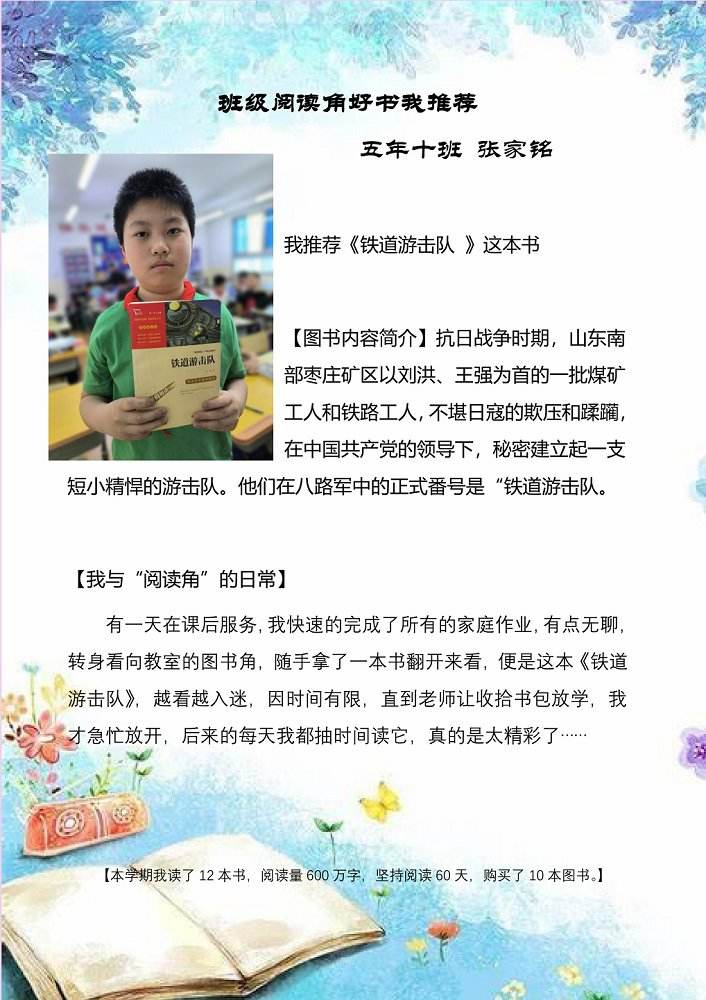 班级阅读角好书我推荐
五年十班 张家铭
我推荐《铁道游击队 》这本书
铁道游击队
【图书内容简介】抗日战争时期，山东南
部枣庄矿区以刘洪、王强为首的一批煤矿
工人和铁路工人，不堪日寇的欺压和蹂躏，
在中国共产党的领导下，秘密建立起一支
短小精悍的游击队。他们在八路军中的正式番号是“铁道游击队。
【我与“阅读角”的日常】
有一天在课后服务，我快速的完成了所有的家庭作业，有点无聊，
转身看向教室的图书角，随手拿了一本书翻开来看，便是这本《铁道
游击队》，越看越入迷，因时间有限，直到老师让收拾书包放学，我
才急忙放开，后来的每天我都抽时间读它，真的是太精彩了······
【本学期我读了 12 本书，阅读量 600 万字，坚持阅读 60 天，购买了 10 本图书。】